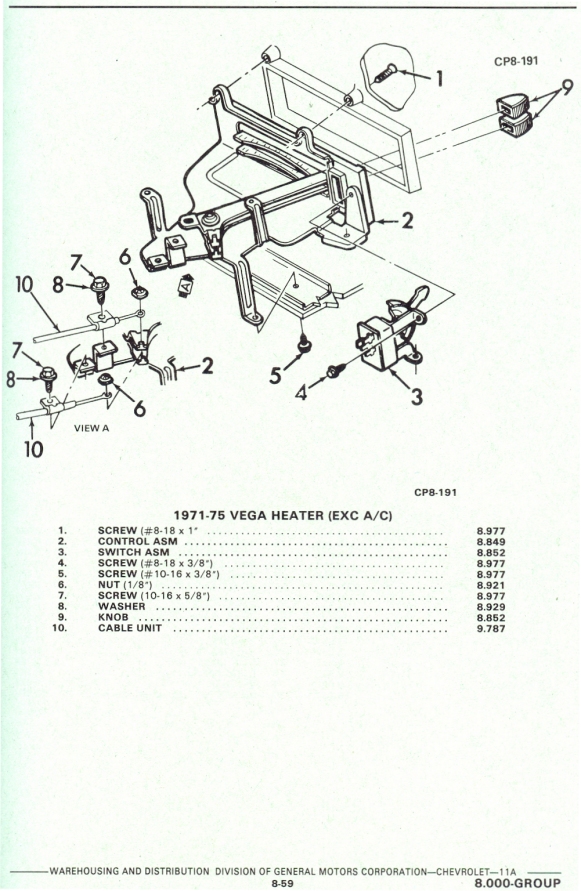 CP8-191
1
9
2
7
6
8
A
10
7
2
5
8
4
3
6
VIEW A
10
CP8-191
1971-75 VEGA HEATER (EXC A/C)
1. SCREW (#8-18 x 1" 8.977
2. CONTROL ASM 8.849
3. SWITCH ASM 8.852
4. SCREW (#8-18 x 3/8") 8.977
5. SCREW (#10-16 x 3/8") 8.977
6. NUT (1/8") 8.921
7. SCREW (10-16 x 5/8") 8.977
8. WASHER 8.929
9. KNOB 8.852
10. CABLE UNIT 9.787
WAREHOUSING AND DISTRIBUTION DIVISION OF GENERAL MOTORS CORPORATION—CHEVROLET—11A
8-59
8.000-GROUP